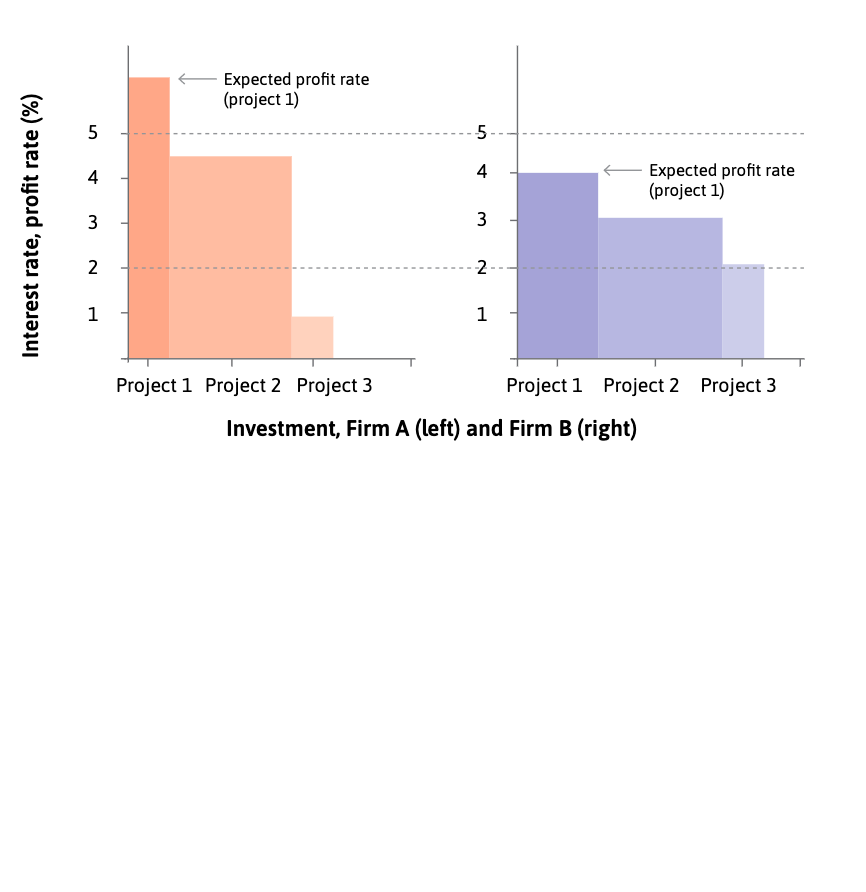 Interest rate, profit rate (%)
5
4
3
2
1
Expected profit rate
(project 1)
Project 1 Project 2 Project 3
5
4
3
2
1
Expected profit rate
(project 1)
Project 1 Project 2 Project 3
Investment, Firm A (left) and Firm B (right)